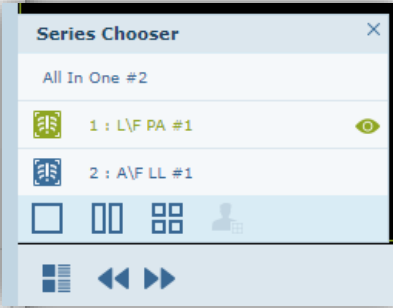 Series Chooser
All In One #2
1 : L\F PA #1
2 : A\F LL #1